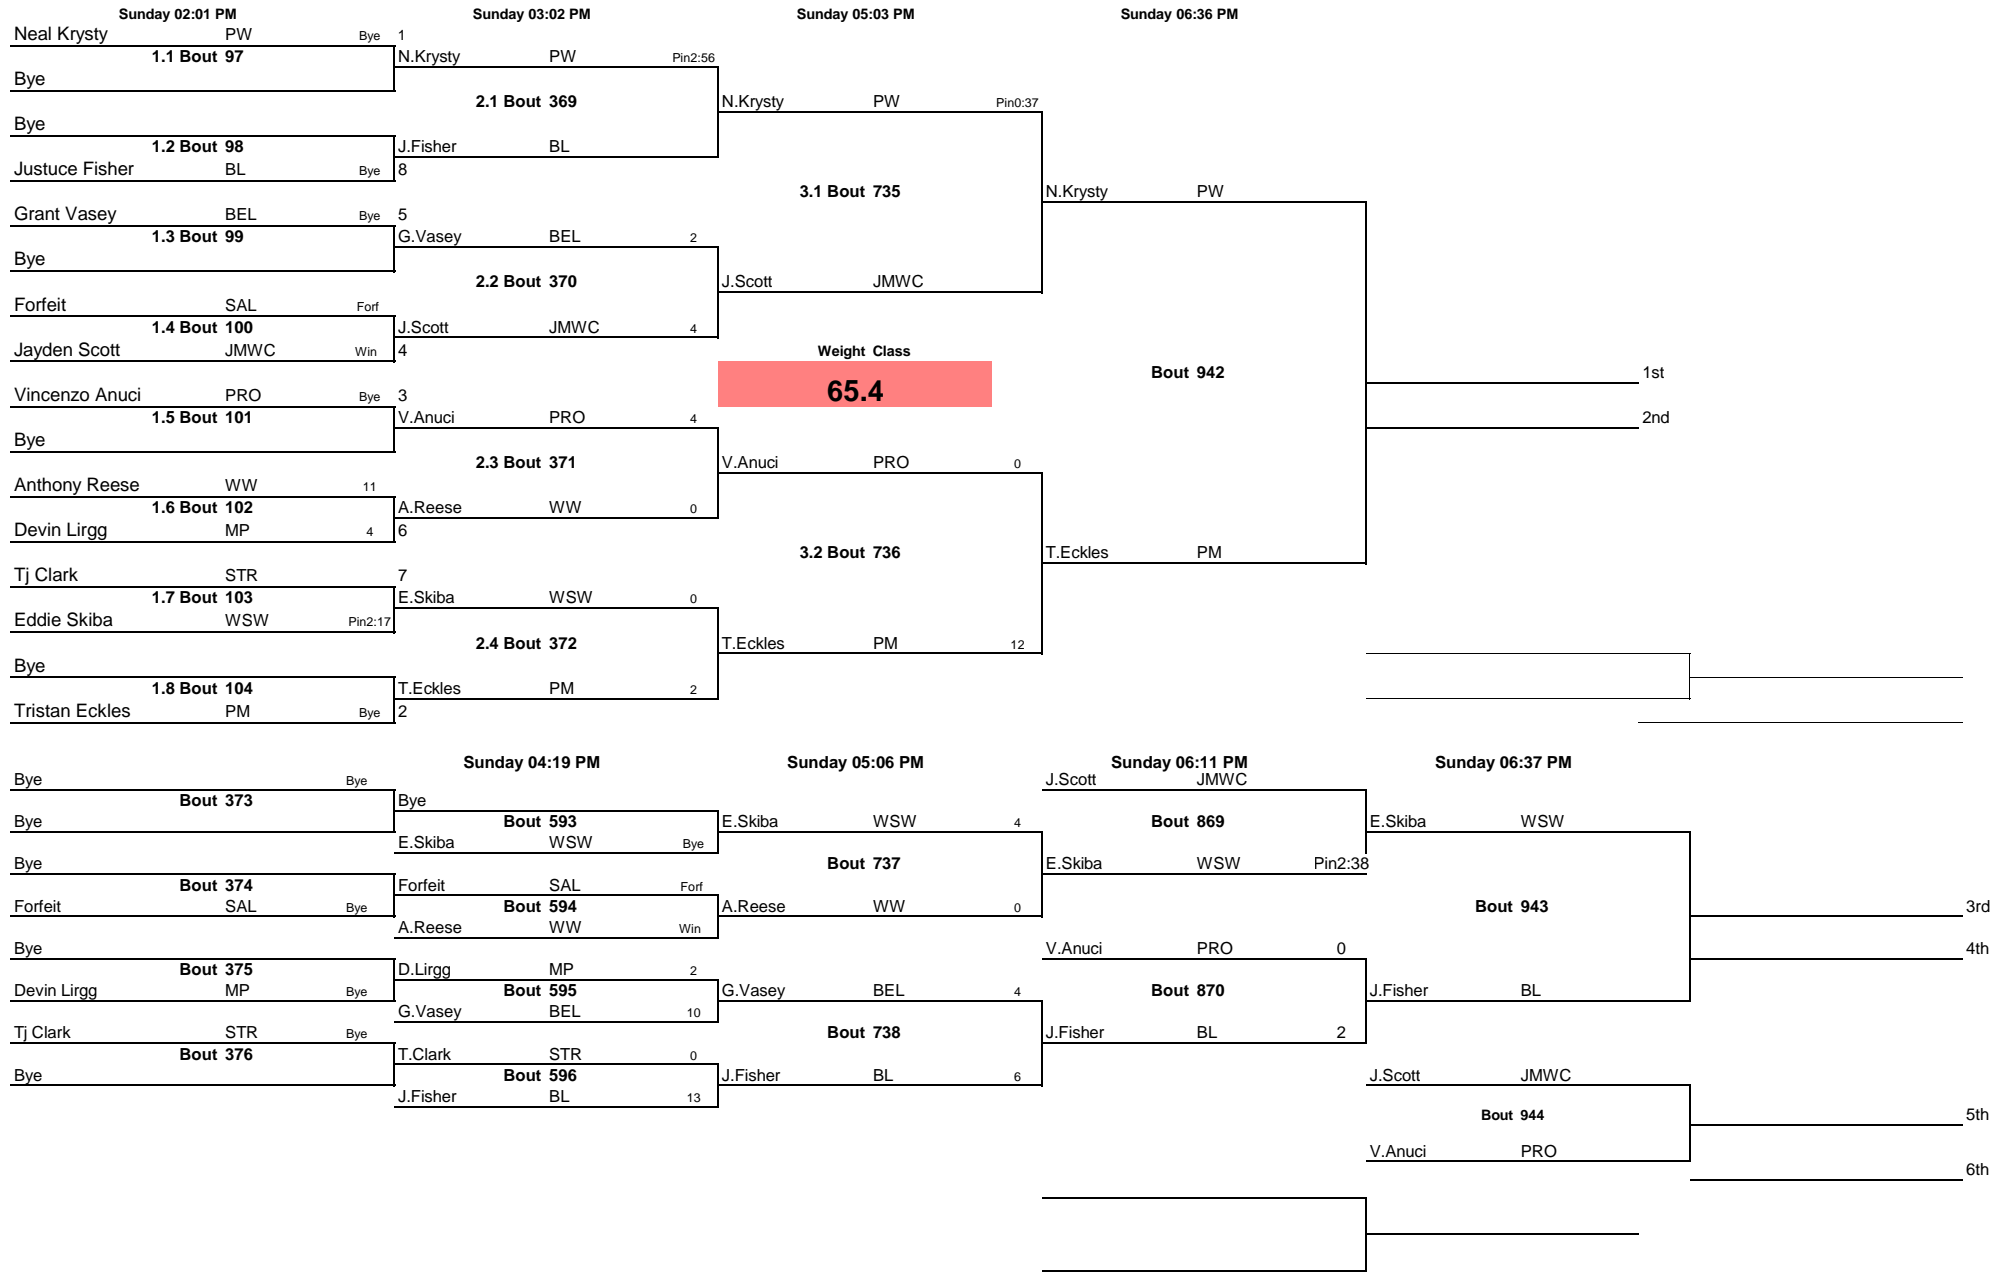 Sunday 02:01 PM Sunday 03:02 PM Sunday 05:03 PM Sunday 06:36 PM
Neal Krysty PW Bye 1
1.1 Bout 97 N.Krysty PW Pin2:56
Bye
2.1 Bout 369 N.Krysty PW Pin0:37
Bye
1.2 Bout 98 J.Fisher BL
Justuce Fisher BL Bye 8
3.1 Bout 735 N.Krysty PW
Grant Vasey BEL Bye 5
1.3 Bout 99 G.Vasey BEL 2
Bye
2.2 Bout 370 J.Scott JMWC
Forfeit SAL Forf
1.4 Bout 100 J.Scott JMWC 4
Jayden Scott JMWC Win 4 Weight Class
Bout 942 1st
65.4
Vincenzo Anuci PRO Bye 3
1.5 Bout 101 V.Anuci PRO 4 2nd
Bye
2.3 Bout 371 V.Anuci PRO 0
Anthony Reese WW 11
1.6 Bout 102 A.Reese WW 0
Devin Lirgg MP 4 6
3.2 Bout 736 T.Eckles PM
Tj Clark STR 7
1.7 Bout 103 E.Skiba WSW 0
Eddie Skiba WSW Pin2:17
2.4 Bout 372 T.Eckles PM 12
Bye
1.8 Bout 104 T.Eckles PM 2
Tristan Eckles PM Bye 2
Sunday 04:19 PM Sunday 05:06 PM Sunday 06:11 PM Sunday 06:37 PM
Bye Bye J.Scott JMWC
Bout 373 Bye
Bye Bout 593 E.Skiba WSW 4 Bout 869 E.Skiba WSW
E.Skiba WSW Bye
Bye Bout 737 E.Skiba WSW Pin2:38
Bout 374 Forfeit SAL Forf
Forfeit SAL Bye Bout 594 A.Reese WW 0 Bout 943 3rd
A.Reese WW Win
Bye V.Anuci PRO 0 4th
Bout 375 D.Lirgg MP 2
Devin Lirgg MP Bye Bout 595 G.Vasey BEL 4 Bout 870 J.Fisher BL
G.Vasey BEL 10
Tj Clark STR Bye Bout 738 J.Fisher BL 2
Bout 376 T.Clark STR 0
Bye Bout 596 J.Fisher BL 6 J.Scott JMWC
J.Fisher BL 13
Bout 944 5th
V.Anuci PRO
6th